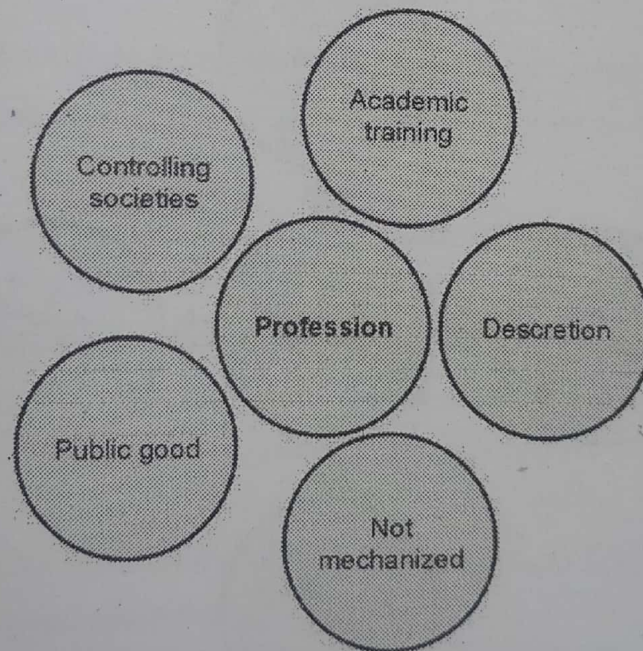 Academic
training
Controlling
societies
Profession
Descretion
Public good
Not
mechanized